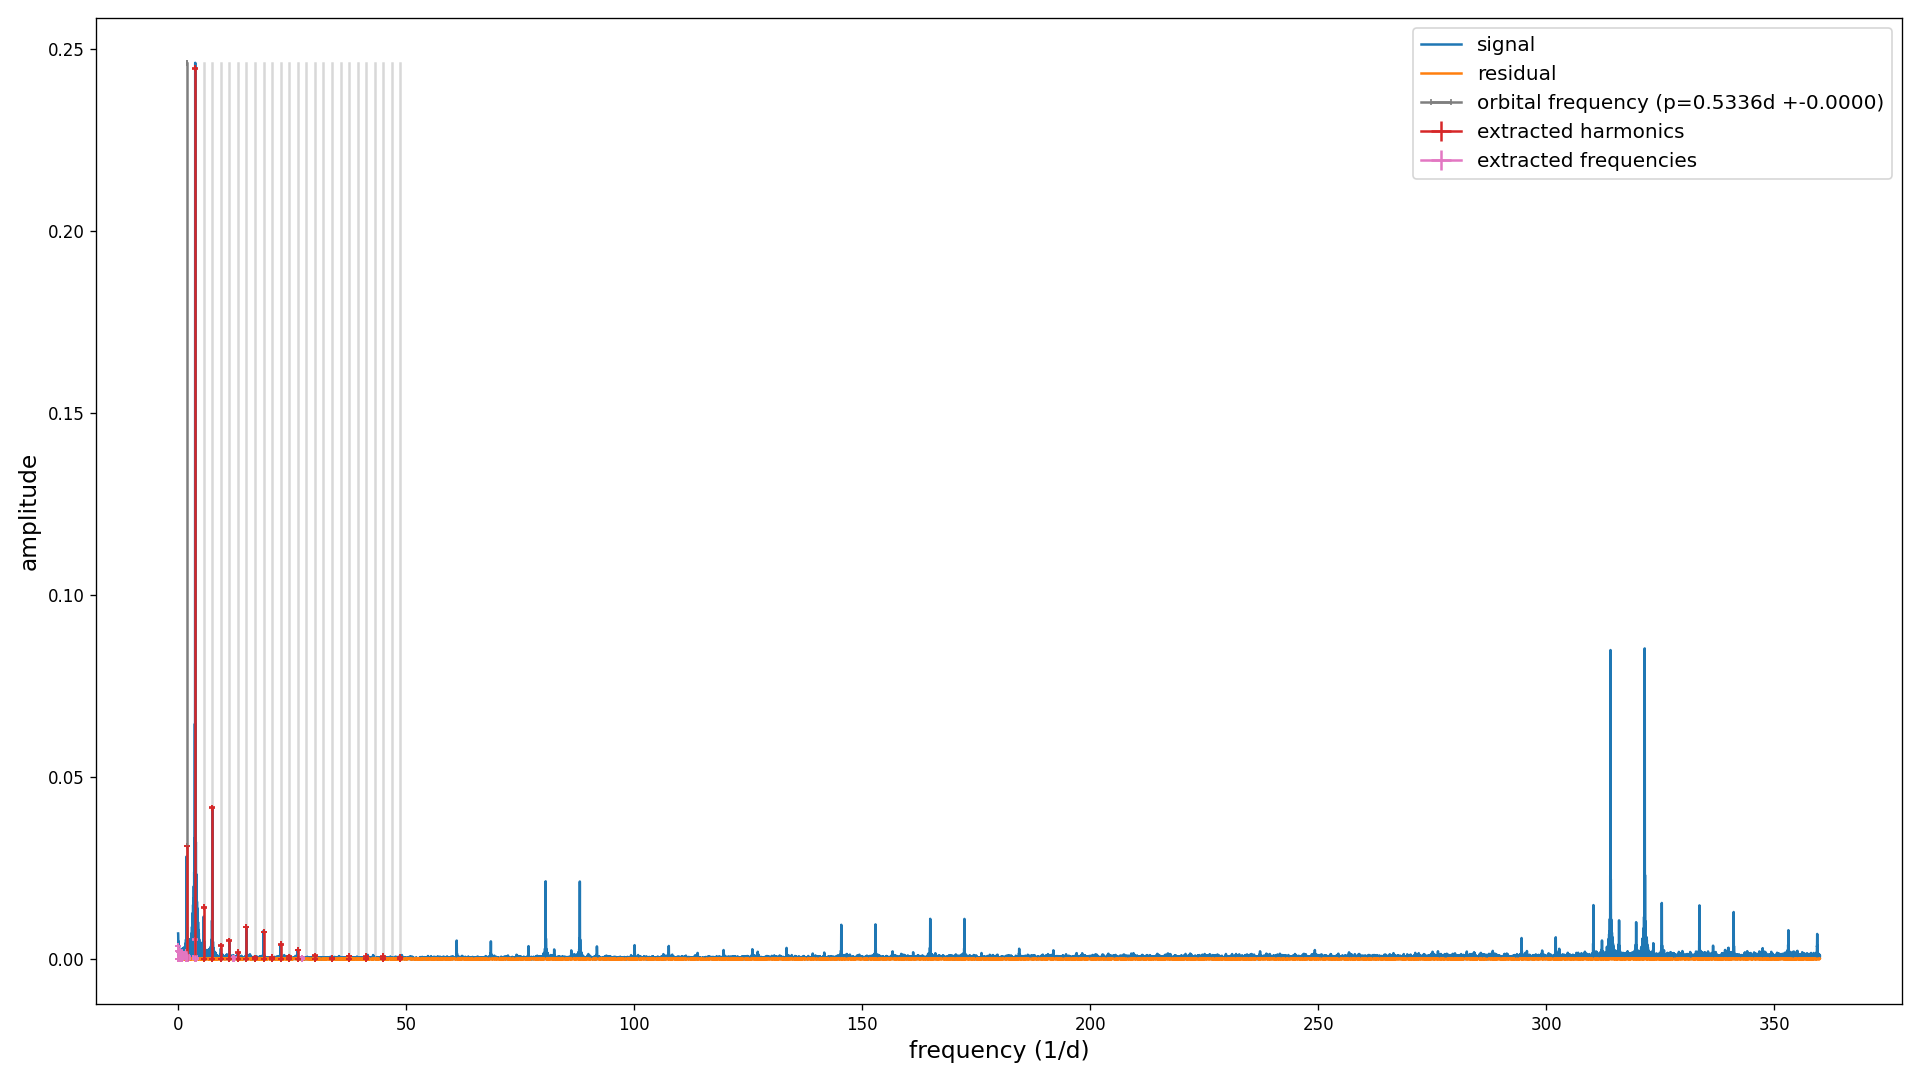 signal
residual
orbital frequency (p=0.5336d +-0.0000)
extracted harmonics
extracted frequencies
amplitude
0.25
0.20
0.15
0.10
0.05
0.00
0 50 100 150 200 250 300 350
frequency (1/d)